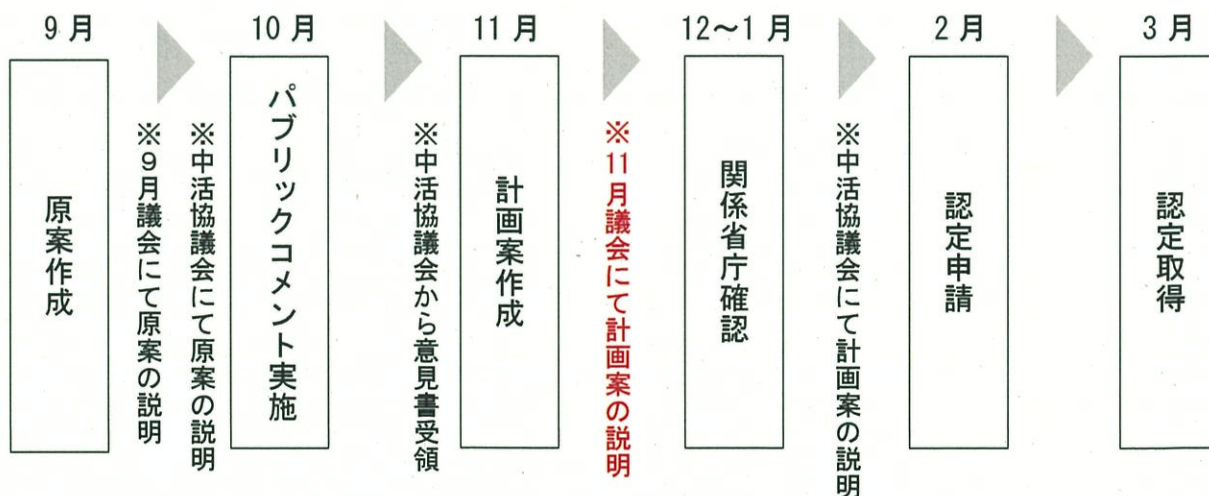 9月
原案作成
※9月議会にて原案の説明
※中活協議会にて原案の説明
10月
パブリックコメント実施
※中活協議会から意見書受領
11月
計画案作成
※11月議会にて計画案の説明
12~1月
関係省庁確認
※中活協議会にて計画案の説明
2月
認定申請
3月
認定取得